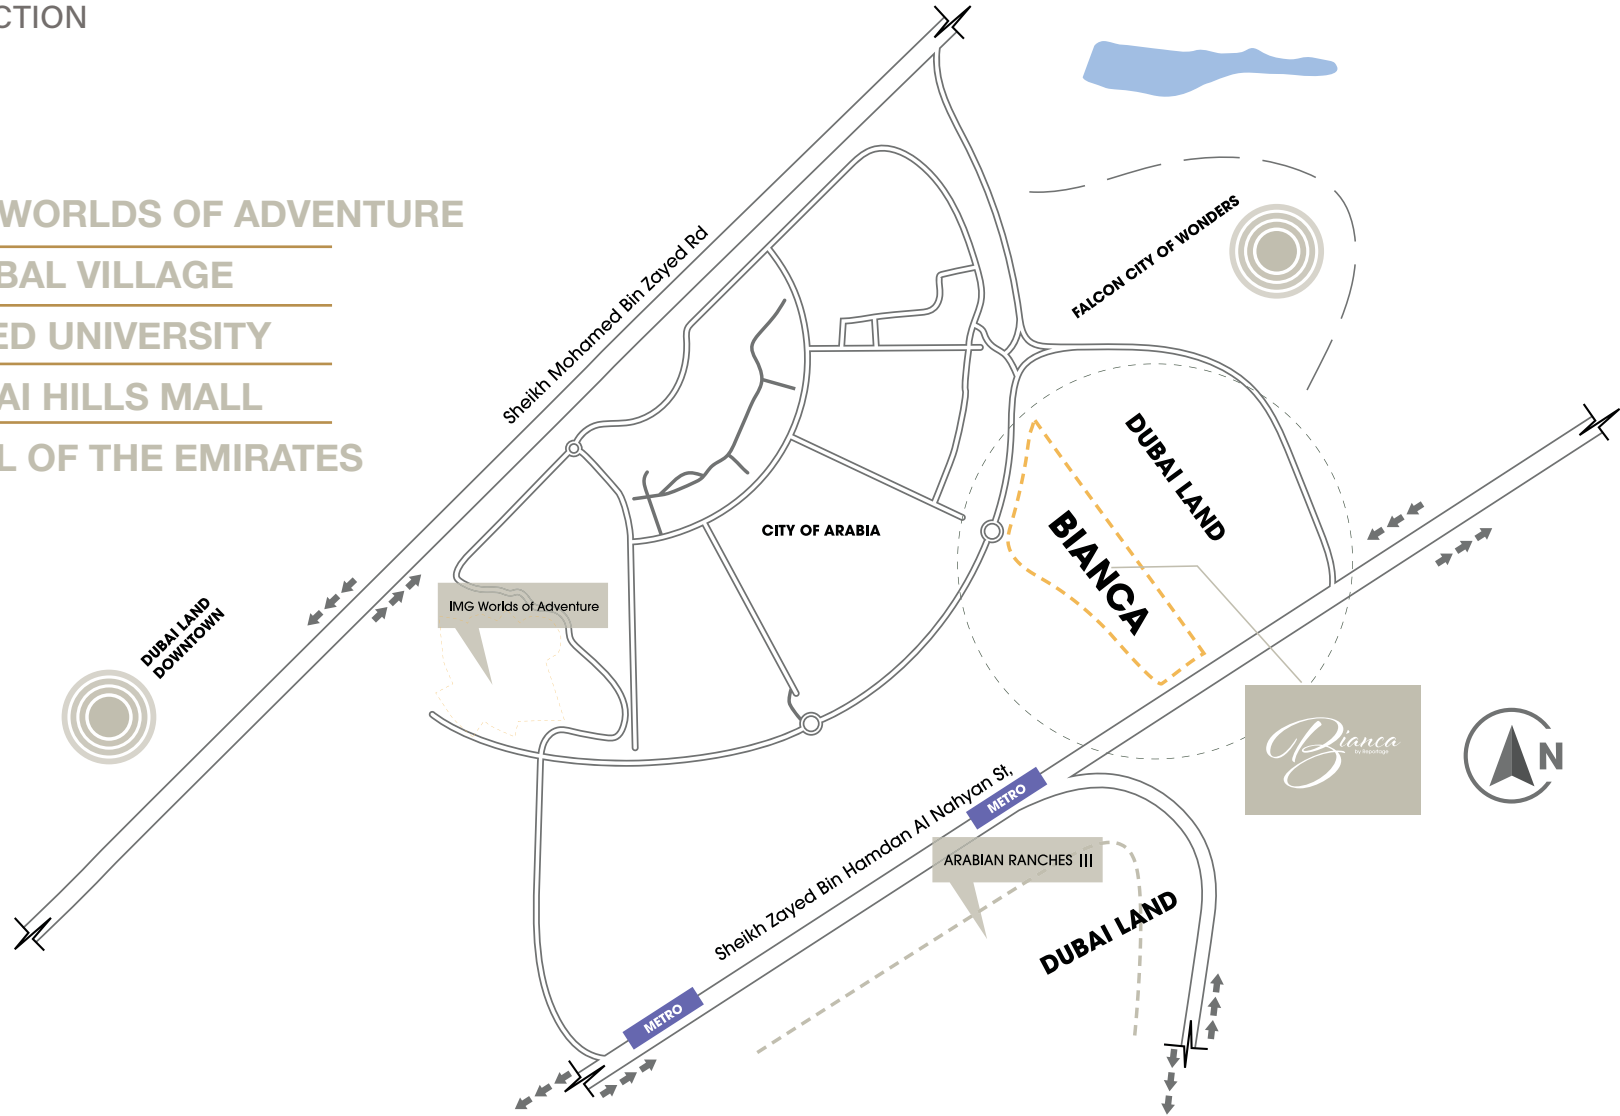 CTION
WORLDS OF ADVENTURE
BAL VILLAGE
ED UNIVERSITY
AI HILLS MALL
L OF THE EMIRATES
Sheikh Mohamed Bin Zayed Rd
FALCON CITY OF WONDERS
DUBAI LAND
BIANCA
CITY OF ARABIA
IMG Worlds of Adventure
DUBAI LAND
DOWNTOWN
Bianca
by Reportage
N
Sheikh Zayed Bin Hamdan Al Nahyan St,
METRO
ARABIAN RANCHES III
DUBAI LAND
METRO